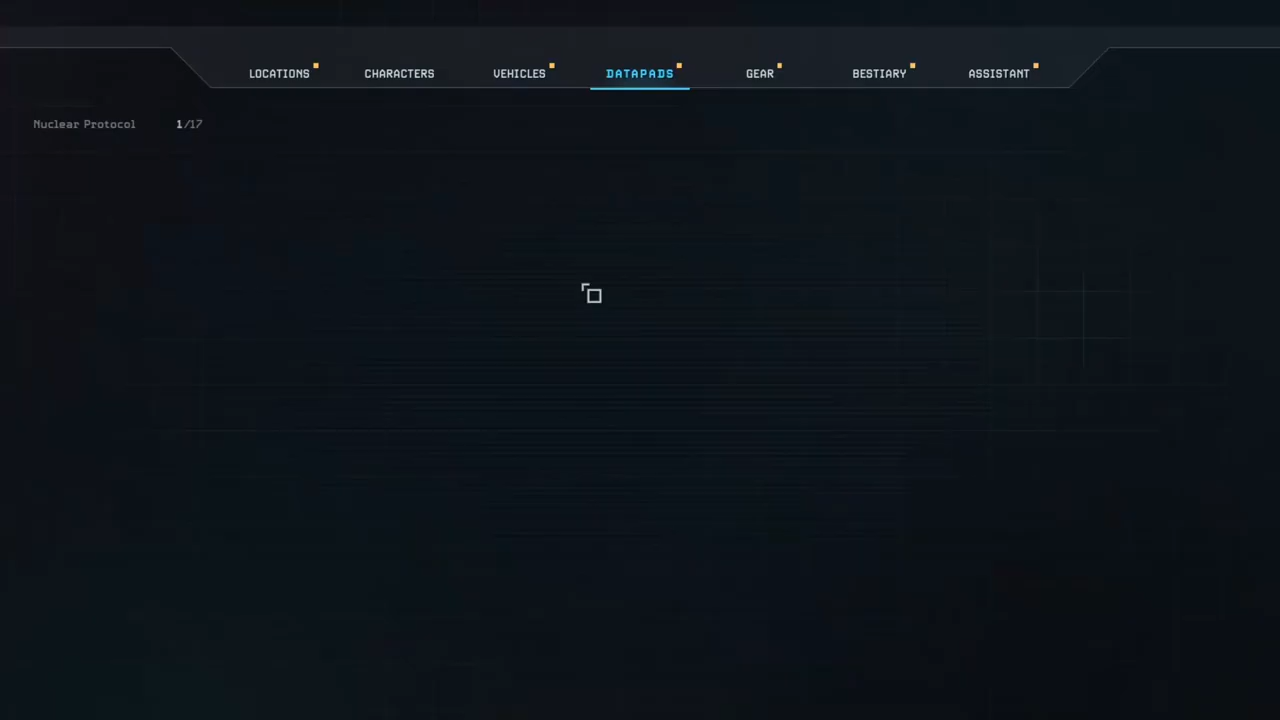 LOCATIONS CHARACTERS VEHICLES DATAPADS GEAR BESTIARY ASSISTANT
Nuclear Protocol 1/17